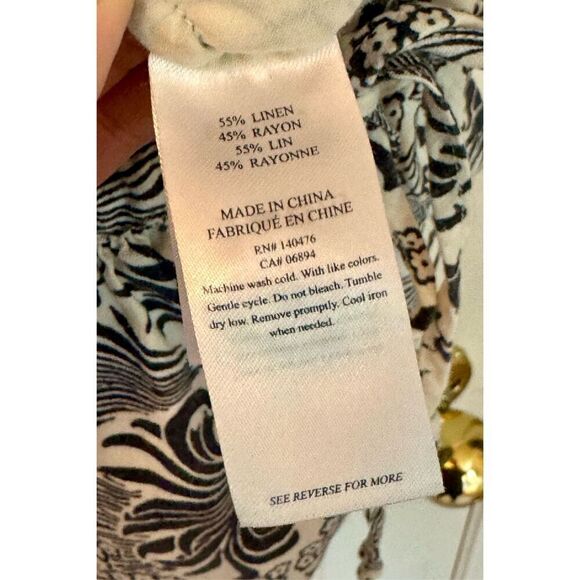 55% LINEN
45% RAYON
55% LIN
45% RAYONNE
MADE IN CHINA
FABRIQUÉ EN CHINE
RN# 140476
CA# 06894
Machine wash cold. With like colors.
Gentle cycle. Do not bleach. Tumble
dry low. Remove promptly. Cool iron
when needed.
SEE REVERSE FOR MORE